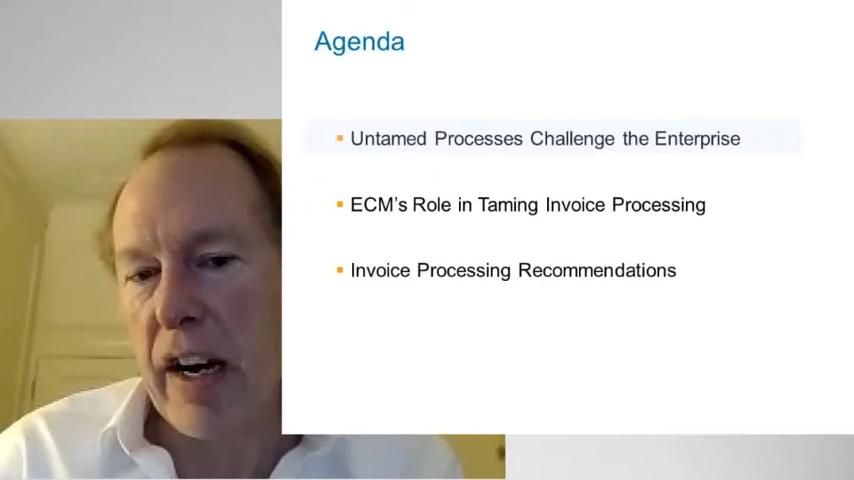 Agenda
Untamed Processes Challenge the Enterprise
ECM's Role in Taming Invoice Processing
Invoice Processing Recommendations